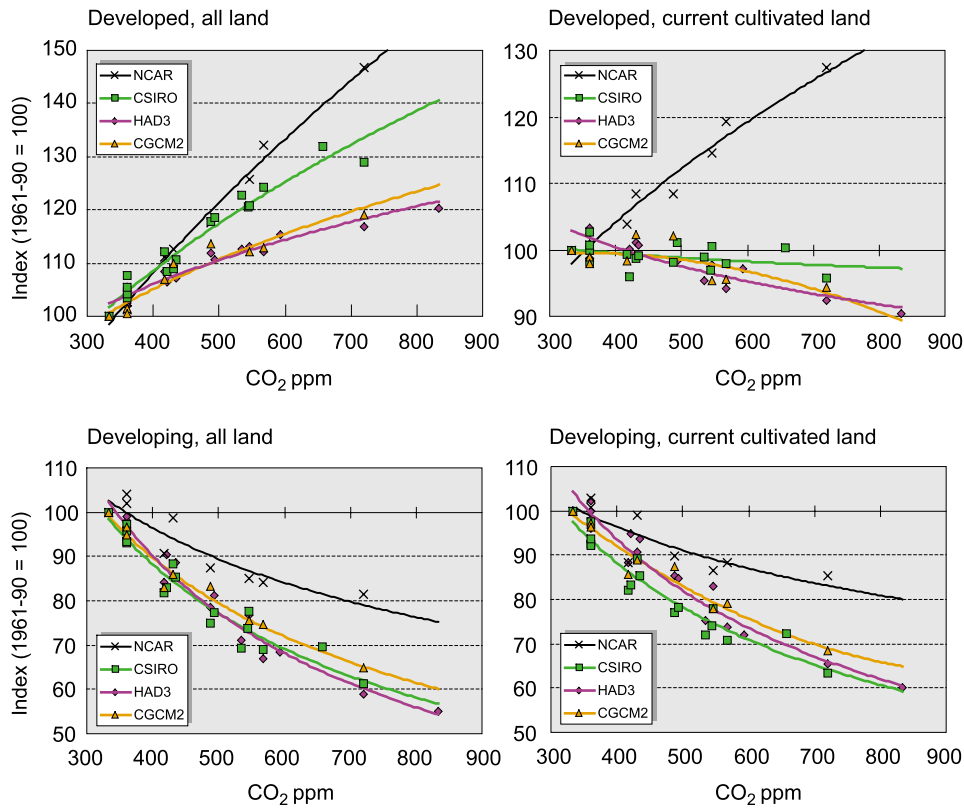 Developed, all land
Index (1961-90 = 100)
150
140
130
120
110
100
NCAR
CSIRO
HAD3
CGCM2
300 400 500 600 700 800 900
CO2 ppm
Developed, current cultivated land
130
120
110
100
90
NCAR
CSIRO
HAD3
CGCM2
300 400 500 600 700 800 900
CO2 ppm
Developing, all land
Index (1961-90 = 100)
110
100
90
80
70
60
50
NCAR
CSIRO
HAD3
CGCM2
300 400 500 600 700 800 900
CO2 ppm
Developing, current cultivated land
110
100
90
80
70
60
50
NCAR
CSIRO
HAD3
CGCM2
300 400 500 600 700 800 900
CO2 ppm